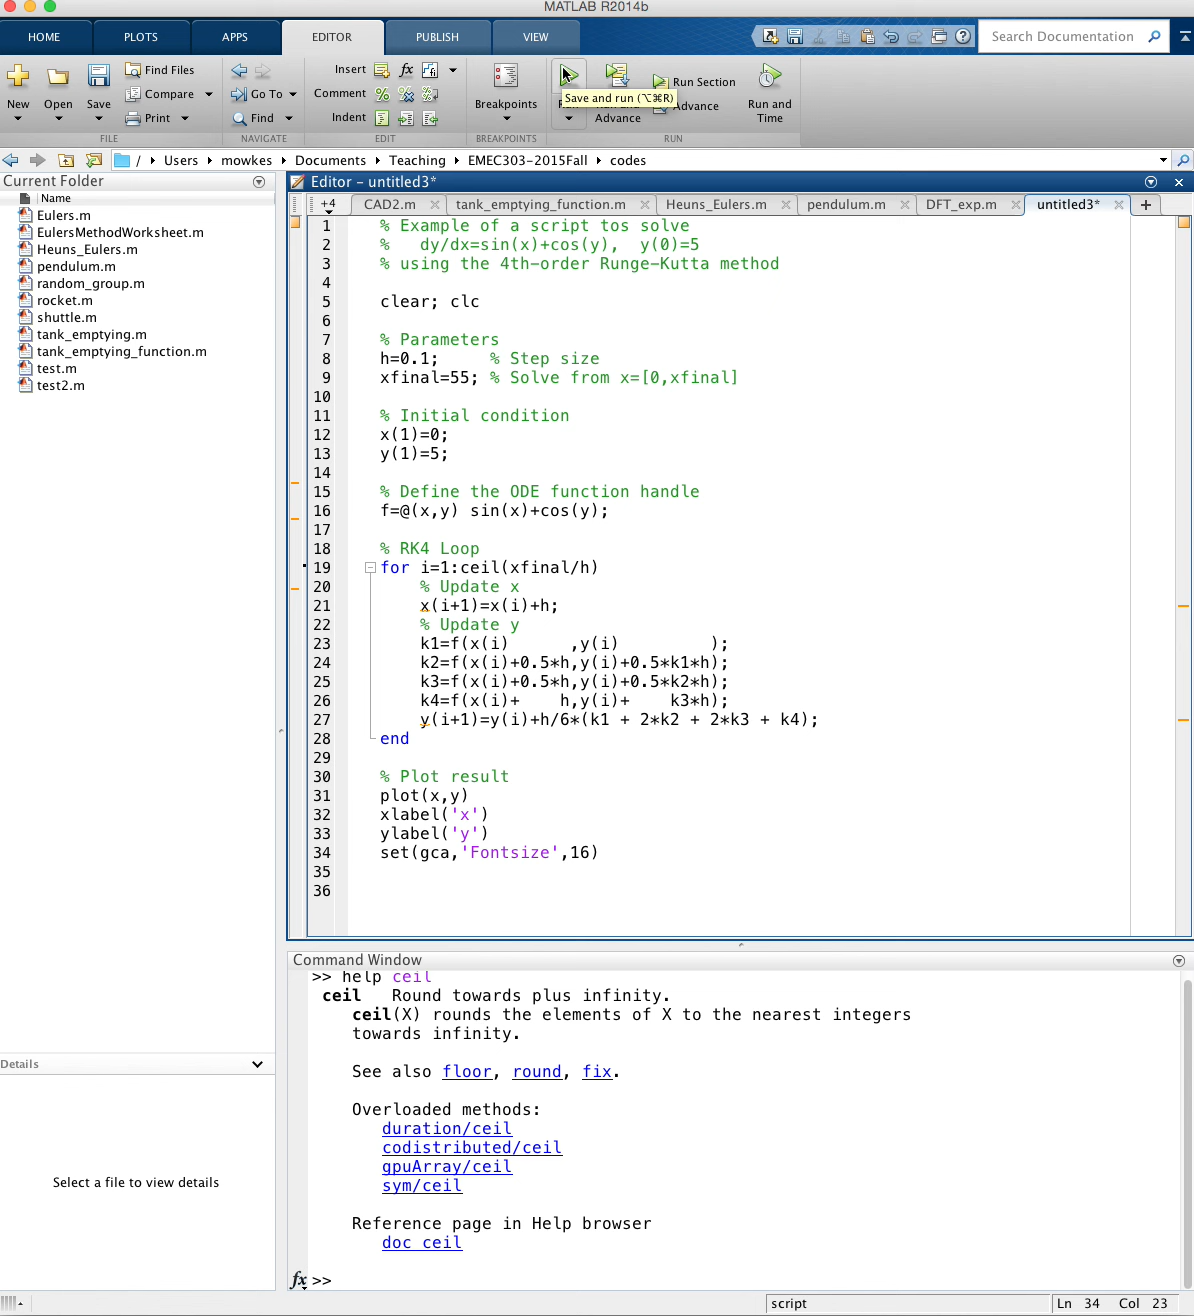 MATLAB R2014b
HOME PLOTS APPS EDITOR PUBLISH VIEW Search Documentation
New Open Save Find Files Compare Print FILE
Go To Find NAVIGATE
Insert fx Comment Indent EDIT
Breakpoints BREAKPOINTS
Save and run (⌥⌘R)
Advance Run Section Advance Run and Time RUN
/ Users mowkes Documents Teaching EMEC303-2015Fall codes
Current Folder
Name
Eulers.m
EulersMethodWorksheet.m
Heuns_Eulers.m
pendulum.m
random_group.m
rocket.m
shuttle.m
tank_emptying.m
tank_emptying_function.m
test.m
test2.m
Details
Select a file to view details
Editor - untitled3*
+4 CAD2.m tank_emptying_function.m Heuns_Eulers.m pendulum.m DFT_exp.m untitled3* +
1 % Example of a script tos solve
2 %   dy/dx=sin(x)+cos(y),  y(0)=5
3 % using the 4th-order Runge-Kutta method
4
5 clear; clc
6
7 % Parameters
8 h=0.1;     % Step size
9 xfinal=55; % Solve from x=[0,xfinal]
10
11 % Initial condition
12 x(1)=0;
13 y(1)=5;
14
15 % Define the ODE function handle
16 f=@(x,y) sin(x)+cos(y);
17
18 % RK4 Loop
19 for i=1:ceil(xfinal/h)
20     % Update x
21     x(i+1)=x(i)+h;
22     % Update y
23     k1=f(x(i)      ,y(i)         );
24     k2=f(x(i)+0.5*h,y(i)+0.5*k1*h);
25     k3=f(x(i)+0.5*h,y(i)+0.5*k2*h);
26     k4=f(x(i)+    h,y(i)+    k3*h);
27     y(i+1)=y(i)+h/6*(k1 + 2*k2 + 2*k3 + k4);
28 end
29
30 % Plot result
31 plot(x,y)
32 xlabel('x')
33 ylabel('y')
34 set(gca,'Fontsize',16)
35
36
Command Window
>> help ceil
ceil   Round towards plus infinity.
ceil(X) rounds the elements of X to the nearest integers
towards infinity.
See also floor, round, fix.
Overloaded methods:
duration/ceil
codistributed/ceil
gpuArray/ceil
sym/ceil
Reference page in Help browser
doc ceil
fx >>
script Ln 34 Col 23